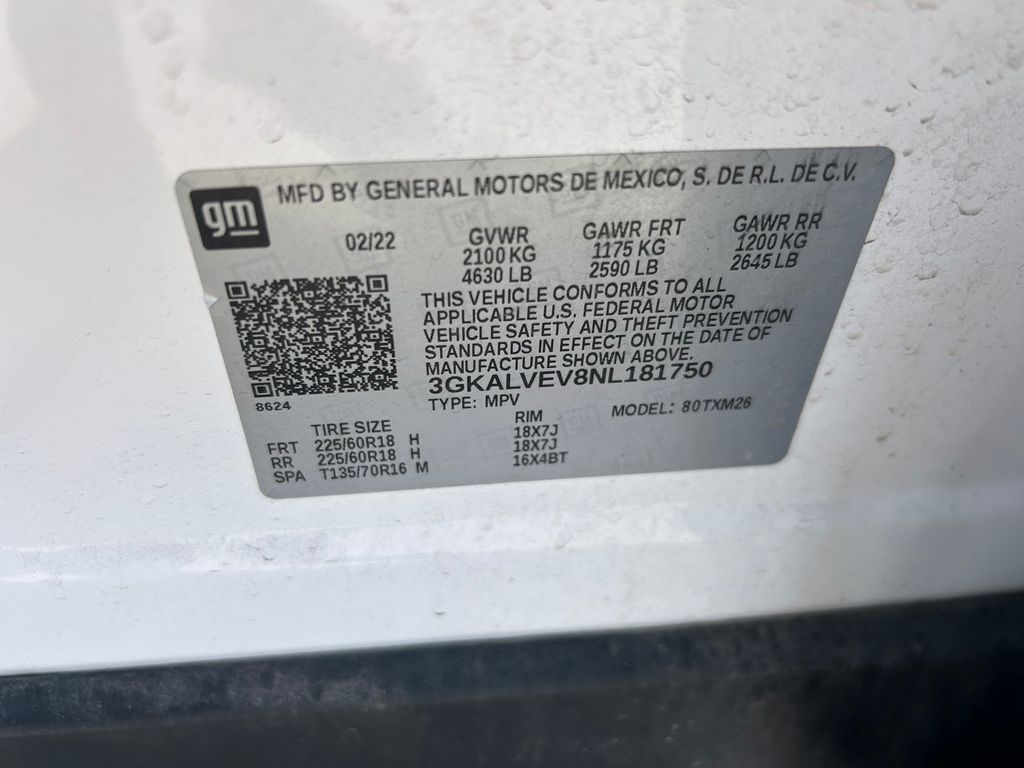 gm
MFD BY GENERAL MOTORS DE MEXICO, S. DE R.L. DE C.V.
02/22 GVWR GAWR FRT GAWR RR
2100 KG 1175 KG 1200 KG
4630 LB 2590 LB 2645 LB
THIS VEHICLE CONFORMS TO ALL
APPLICABLE U.S. FEDERAL MOTOR
VEHICLE SAFETY AND THEFT PREVENTION
STANDARDS IN EFFECT ON THE DATE OF
MANUFACTURE SHOWN ABOVE.
3GKALVEV8NL181750
8624
TYPE: MPV MODEL: 80TXM26
TIRE SIZE RIM
FRT 225/60R18 H 18X7J
RR 225/60R18 H 18X7J
SPA T135/70R16 M 16X4BT